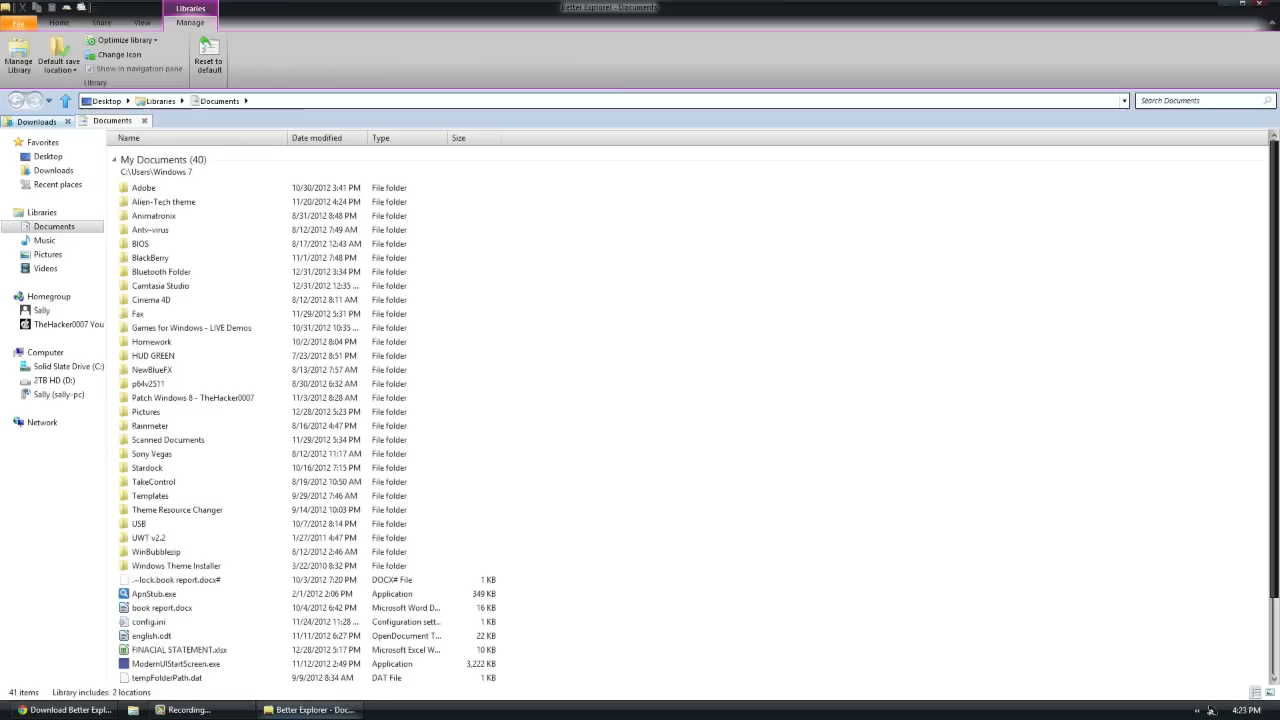 Libraries
Better Explorer - Documents
File Home Share View Manage
Manage Library
Default save location
Optimize library
Change Icon
Show in navigation pane
Reset to default
Library
Desktop Libraries Documents
Search Documents
Downloads Documents
Favorites
Desktop
Downloads
Recent places
Libraries
Documents
Music
Pictures
Videos
Homegroup
Sally
TheHacker0007 You
Computer
Solid Slate Drive (C:)
2TB HD (D:)
Sally (sally-pc)
Network
Name Date modified Type Size
My Documents (40)
C:\Users\Windows 7
Adobe 10/30/2012 3:41 PM File folder
Alien-Tech theme 11/20/2012 4:24 PM File folder
Animatronix 8/31/2012 8:48 PM File folder
Antv-virus 8/12/2012 7:49 AM File folder
BIOS 8/17/2012 12:43 AM File folder
BlackBerry 11/1/2012 7:48 PM File folder
Bluetooth Folder 12/31/2012 3:34 PM File folder
Camtasia Studio 12/31/2012 12:35 ... File folder
Cinema 4D 8/12/2012 8:11 AM File folder
Fax 11/29/2012 5:31 PM File folder
Games for Windows - LIVE Demos 10/31/2012 10:35 ... File folder
Homework 10/2/2012 8:04 PM File folder
HUD GREEN 7/23/2012 8:51 PM File folder
NewBlueFX 8/13/2012 7:57 AM File folder
p64v2511 8/30/2012 6:32 AM File folder
Patch Windows 8 - TheHacker0007 11/3/2012 8:28 AM File folder
Pictures 12/28/2012 5:23 PM File folder
Rainmeter 8/16/2012 4:47 PM File folder
Scanned Documents 11/29/2012 5:34 PM File folder
Sony Vegas 8/12/2012 11:17 AM File folder
Stardock 10/16/2012 7:15 PM File folder
TakeControl 8/19/2012 10:50 AM File folder
Templates 9/29/2012 7:46 AM File folder
Theme Resource Changer 9/14/2012 10:03 PM File folder
USB 10/7/2012 8:14 PM File folder
UWT v2.2 1/27/2011 4:47 PM File folder
WinBubblezip 8/12/2012 2:46 AM File folder
Windows Theme Installer 3/22/2010 8:32 PM File folder
.~lock.book report.docx# 10/3/2012 7:20 PM DOCX# File 1 KB
ApnStub.exe 2/1/2012 2:06 PM Application 349 KB
book report.docx 10/4/2012 6:42 PM Microsoft Word D... 16 KB
config.ini 11/24/2012 11:28 ... Configuration sett... 1 KB
english.odt 11/11/2012 6:27 PM OpenDocument T... 22 KB
FINACIAL STATEMENT.xlsx 12/28/2012 5:17 PM Microsoft Excel W... 10 KB
ModernUIStartScreen.exe 11/12/2012 2:49 PM Application 3,222 KB
tempFolderPath.dat 9/9/2012 8:34 AM DAT File 1 KB
41 items Library includes: 2 locations
Download Better Expl... Recording... Better Explorer - Doc... 4:23 PM